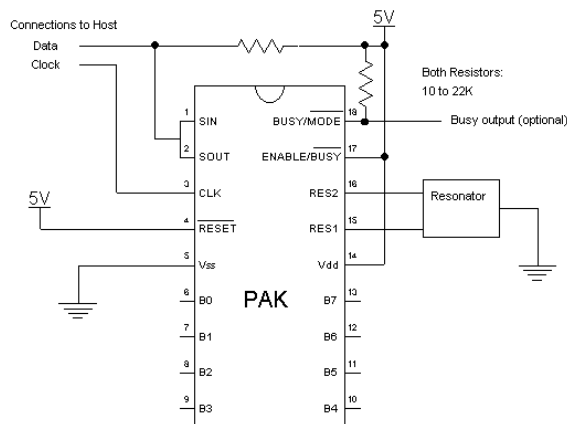 Connections to Host
Data
Clock
5V
Both Resistors:
10 to 22K
Busy output (optional)
1
SIN
BUSY/MODE
18
2
SOUT
ENABLE/BUSY
17
3
CLK
RES2
16
Resonator
5V
4
RESET
RES1
15
5
Vss
Vdd
14
6
B0
PAK
B7
13
7
B1
B6
12
8
B2
B5
11
9
B3
B4
10